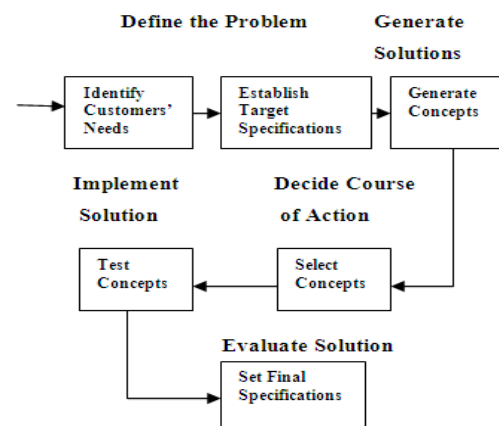 Define the Problem
Generate
Solutions
Identify
Customers'
Needs
Establish
Target
Specifications
Generate
Concepts
Implement
Solution
Decide Course
of Action
Test
Concepts
Select
Concepts
Evaluate Solution
Set Final
Specifications